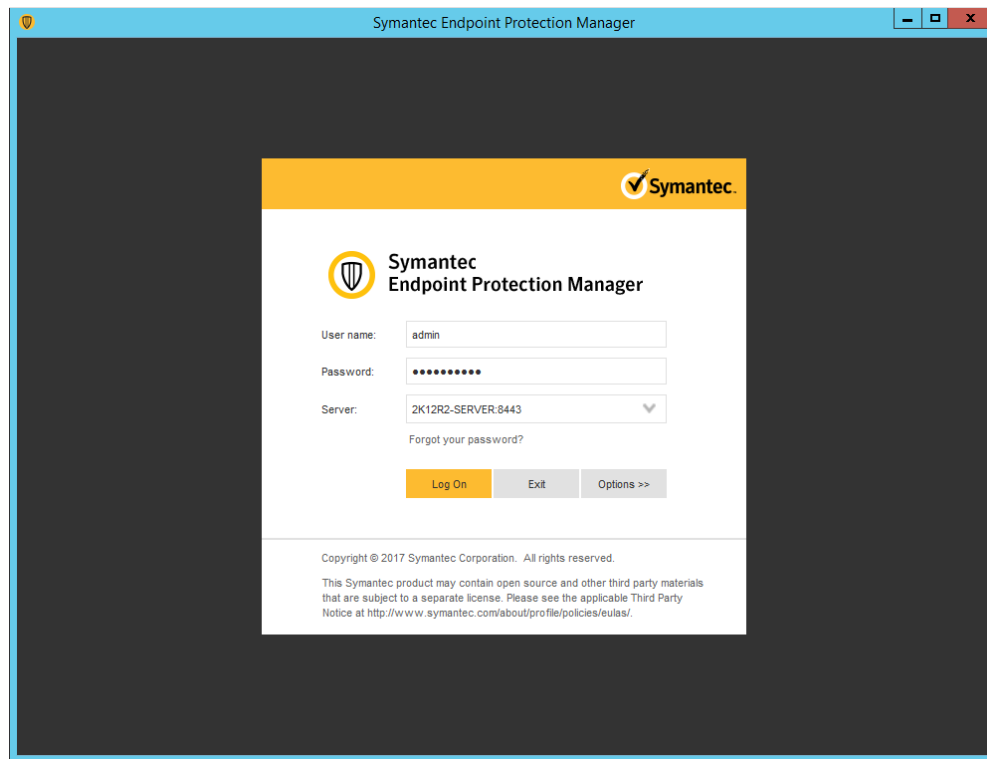 Symantec Endpoint Protection Manager
Symantec.
Symantec
Endpoint Protection Manager
User name:
admin
Password:
••••••••••
Server:
2K12R2-SERVER:8443
Forgot your password?
Log On
Exit
Options >>
Copyright © 2017 Symantec Corporation. All rights reserved.
This Symantec product may contain open source and other third party materials
that are subject to a separate license. Please see the applicable Third Party
Notice at http://www.symantec.com/about/profile/policies/eulas/.